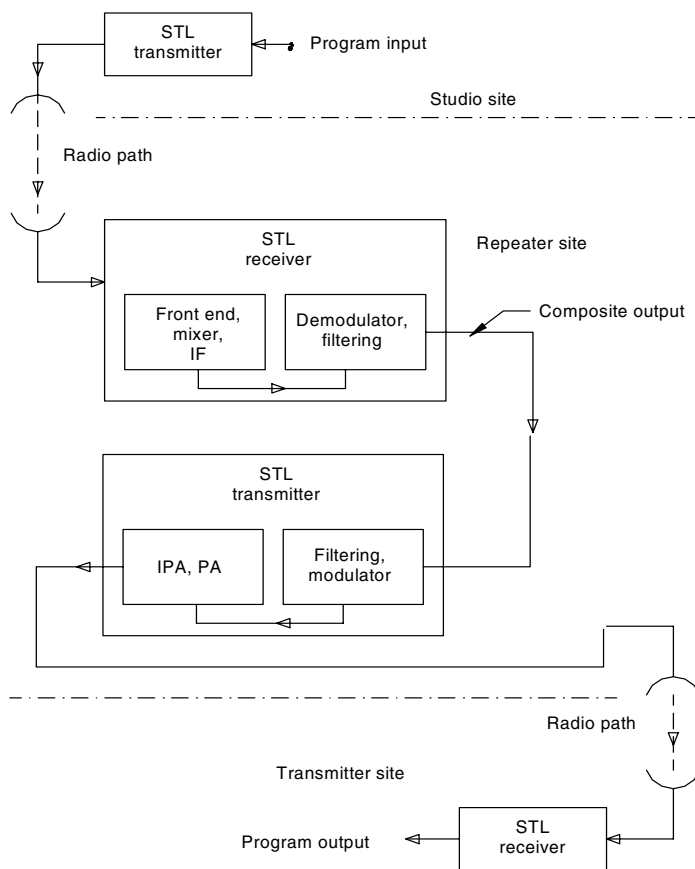 STL
transmitter
Program input
Studio site
Radio path
STL
receiver
Repeater site
Front end,
mixer,
IF
Demodulator,
filtering
Composite output
STL
transmitter
IPA, PA
Filtering,
modulator
Radio path
Transmitter site
Program output
STL
receiver